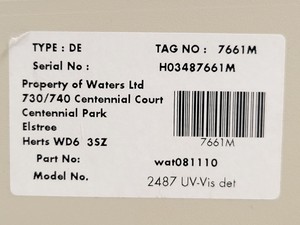 TYPE : DE TAG NO : 7661M
Serial No : H03487661M
Property of Waters Ltd
730/740 Centennial Court
Centennial Park
Elstree
Herts WD6 3SZ
7661M
Part No: wat081110
Model No. 2487 UV-Vis det